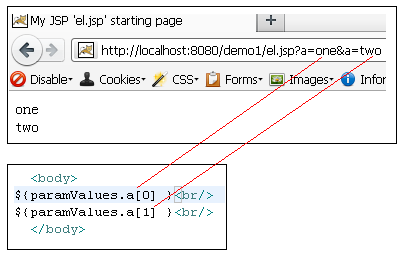 My JSP 'el.jsp' starting page
http://localhost:8080/demo1/el.jsp?a=one&a=two
Disable Cookies CSS Forms Images Infor
one
two
<body>
${paramValues.a[0] }<br/>
${paramValues.a[1] }<br/>
</body>